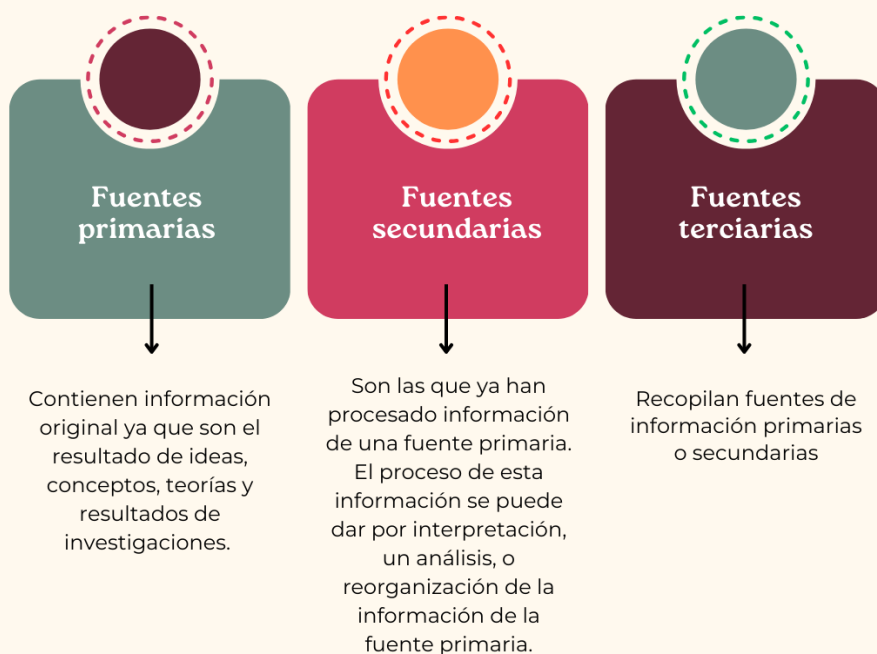 Fuentes
primarias
Contienen información
original ya que son el
resultado de ideas,
conceptos, teorías y
resultados de
investigaciones.
Fuentes
secundarias
Son las que ya han
procesado información
de una fuente primaria.
El proceso de esta
información se puede
dar por interpretación,
un análisis, o
reorganización de la
información de la
fuente primaria.
Fuentes
terciarias
Recopilan fuentes de
información primarias
o secundarias